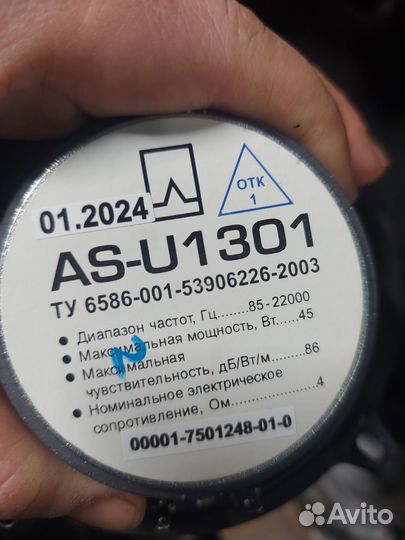 ОТК
1
01.2024
AS-U1301
ТУ 6586-001-53906226-2003
• Диапазон частот, Гц.......85-22000
• Максимальная мощность, Вт.....45
• Максимальная
чувствительность, дБ/Вт/м........86
• Номинальное электрическое
сопротивление, Ом....................4
00001-7501248-01-0
Avito